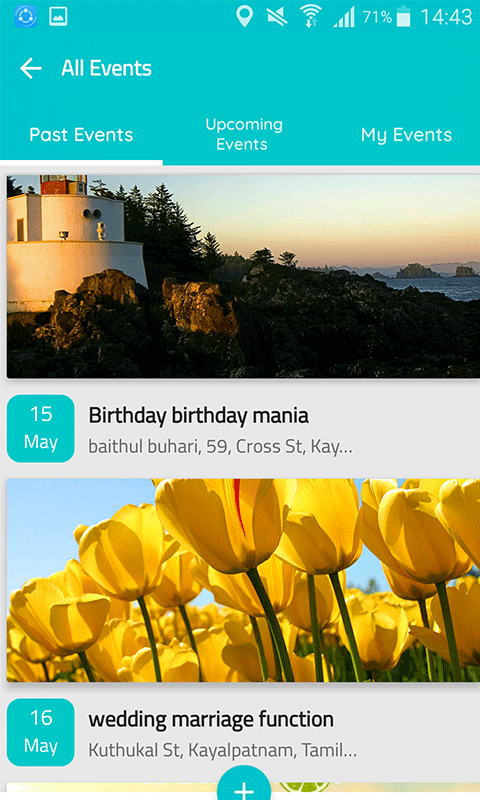 71% 14:43
All Events
Past Events
Upcoming
Events
My Events
15
May
Birthday birthday mania
baithul buhari, 59, Cross St, Kay...
16
May
wedding marriage function
Kuthukal St, Kayalpatnam, Tamil...
+